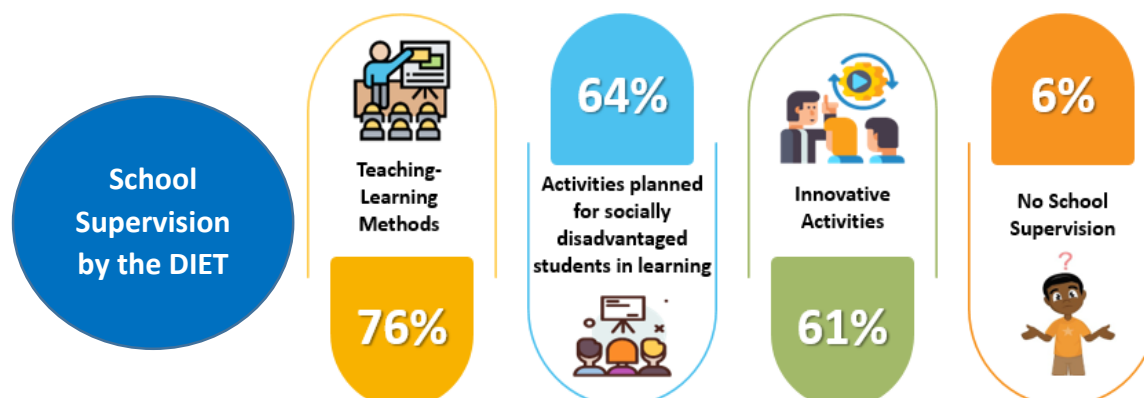 School
Supervision
by the DIET
Teaching-
Learning
Methods
76%
64%
Activities planned
for socially
disadvantaged
students in learning
Innovative
Activities
61%
6%
No School
Supervision
?